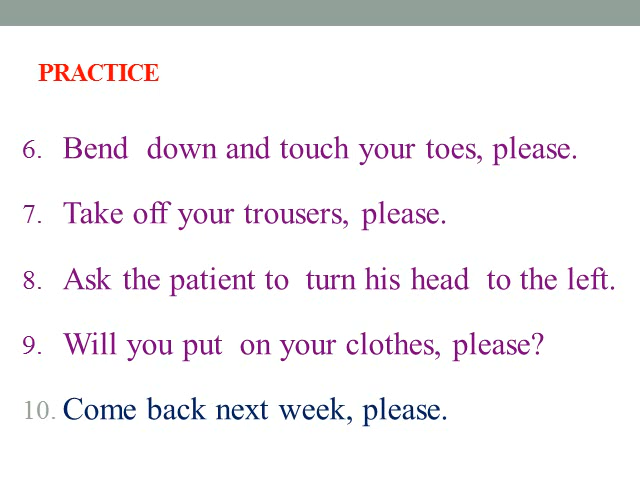 PRACTICE
6. Bend down and touch your toes, please.
7. Take off your trousers, please.
8. Ask the patient to turn his head to the left.
9. Will you put on your clothes, please?
10. Come back next week, please.